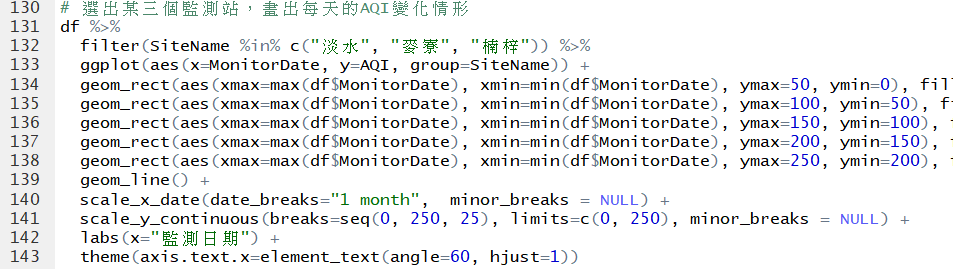 130 # 選出某三個監測站，畫出每天的AQI變化情形
131 df %>%
132   filter(SiteName %in% c("淡水", "麥寮", "楠梓")) %>%
133   ggplot(aes(x=MonitorDate, y=AQI, group=SiteName)) +
134   geom_rect(aes(xmax=max(df$MonitorDate), xmin=min(df$MonitorDate), ymax=50, ymin=0), fil
135   geom_rect(aes(xmax=max(df$MonitorDate), xmin=min(df$MonitorDate), ymax=100, ymin=50), f
136   geom_rect(aes(xmax=max(df$MonitorDate), xmin=min(df$MonitorDate), ymax=150, ymin=100),
137   geom_rect(aes(xmax=max(df$MonitorDate), xmin=min(df$MonitorDate), ymax=200, ymin=150),
138   geom_rect(aes(xmax=max(df$MonitorDate), xmin=min(df$MonitorDate), ymax=250, ymin=200),
139   geom_line() +
140   scale_x_date(date_breaks="1 month",  minor_breaks = NULL) +
141   scale_y_continuous(breaks=seq(0, 250, 25), limits=c(0, 250), minor_breaks = NULL) +
142   labs(x="監測日期") +
143   theme(axis.text.x=element_text(angle=60, hjust=1))